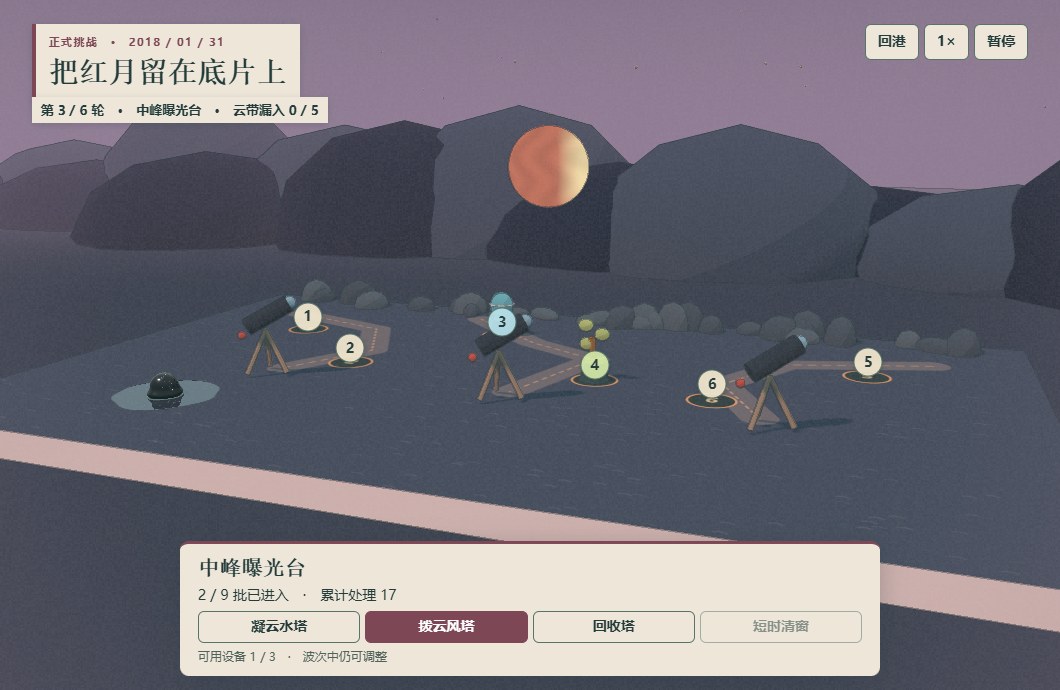 正式挑战 • 2018 / 01 / 31
把红月留在底片上
第 3 / 6 轮 • 中峰曝光台 • 云带漏入 0 / 5
回港
1×
暂停
1
2
3
4
5
6
中峰曝光台
2 / 9 批已进入 · 累计处理 17
凝云水塔
拨云风塔
回收塔
短时清窗
可用设备 1 / 3 · 波次中仍可调整